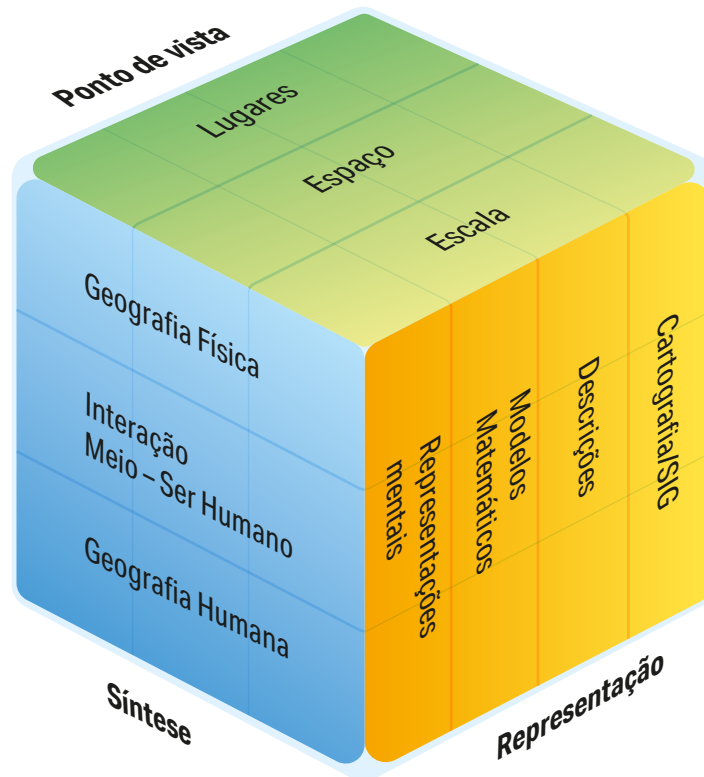 Ponto de vista
Lugares
Espaço
Escala
Geografia Física
Interação
Meio – Ser Humano
Geografia Humana
Síntese
Representações
mentais
Modelos
Matemáticos
Descrições
Cartografia/SIG
Representação